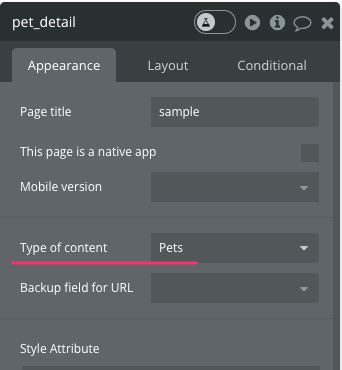 pet_detail
Appearance Layout Conditional
Page title sample
This page is a native app
Mobile version
Type of content Pets
Backup field for URL
Style Attribute